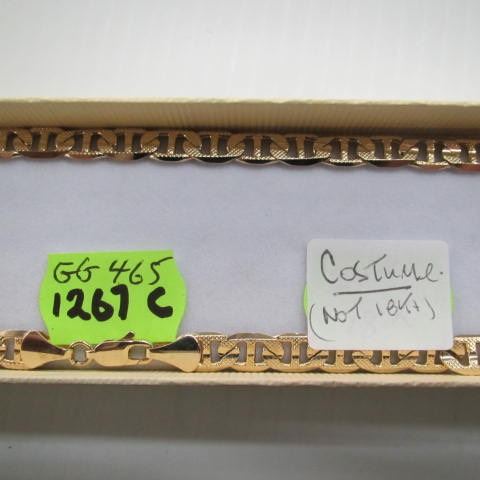 GG 465
1267 C
Costume.
(NOT 18Kt)